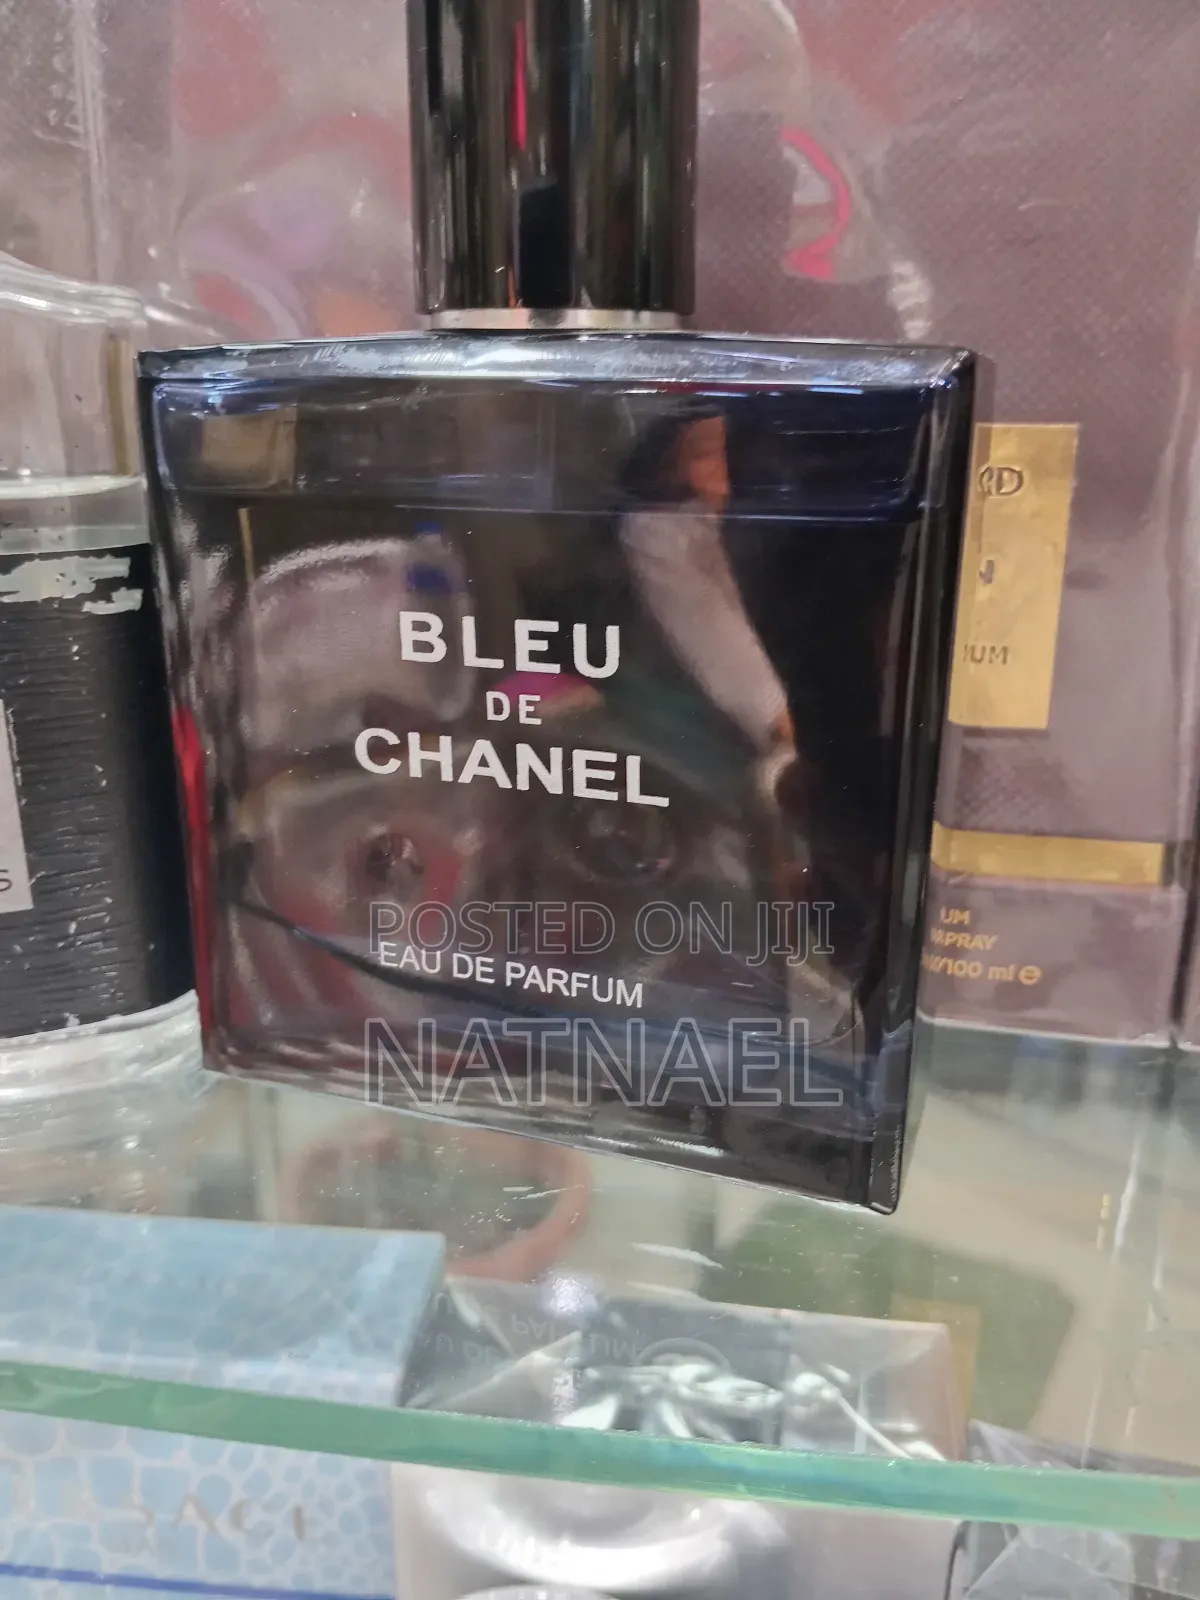 BLEU
DE
CHANEL
POSTED ON JIJI
EAU DE PARFUM
NATNAEL
UM
/100 ml e